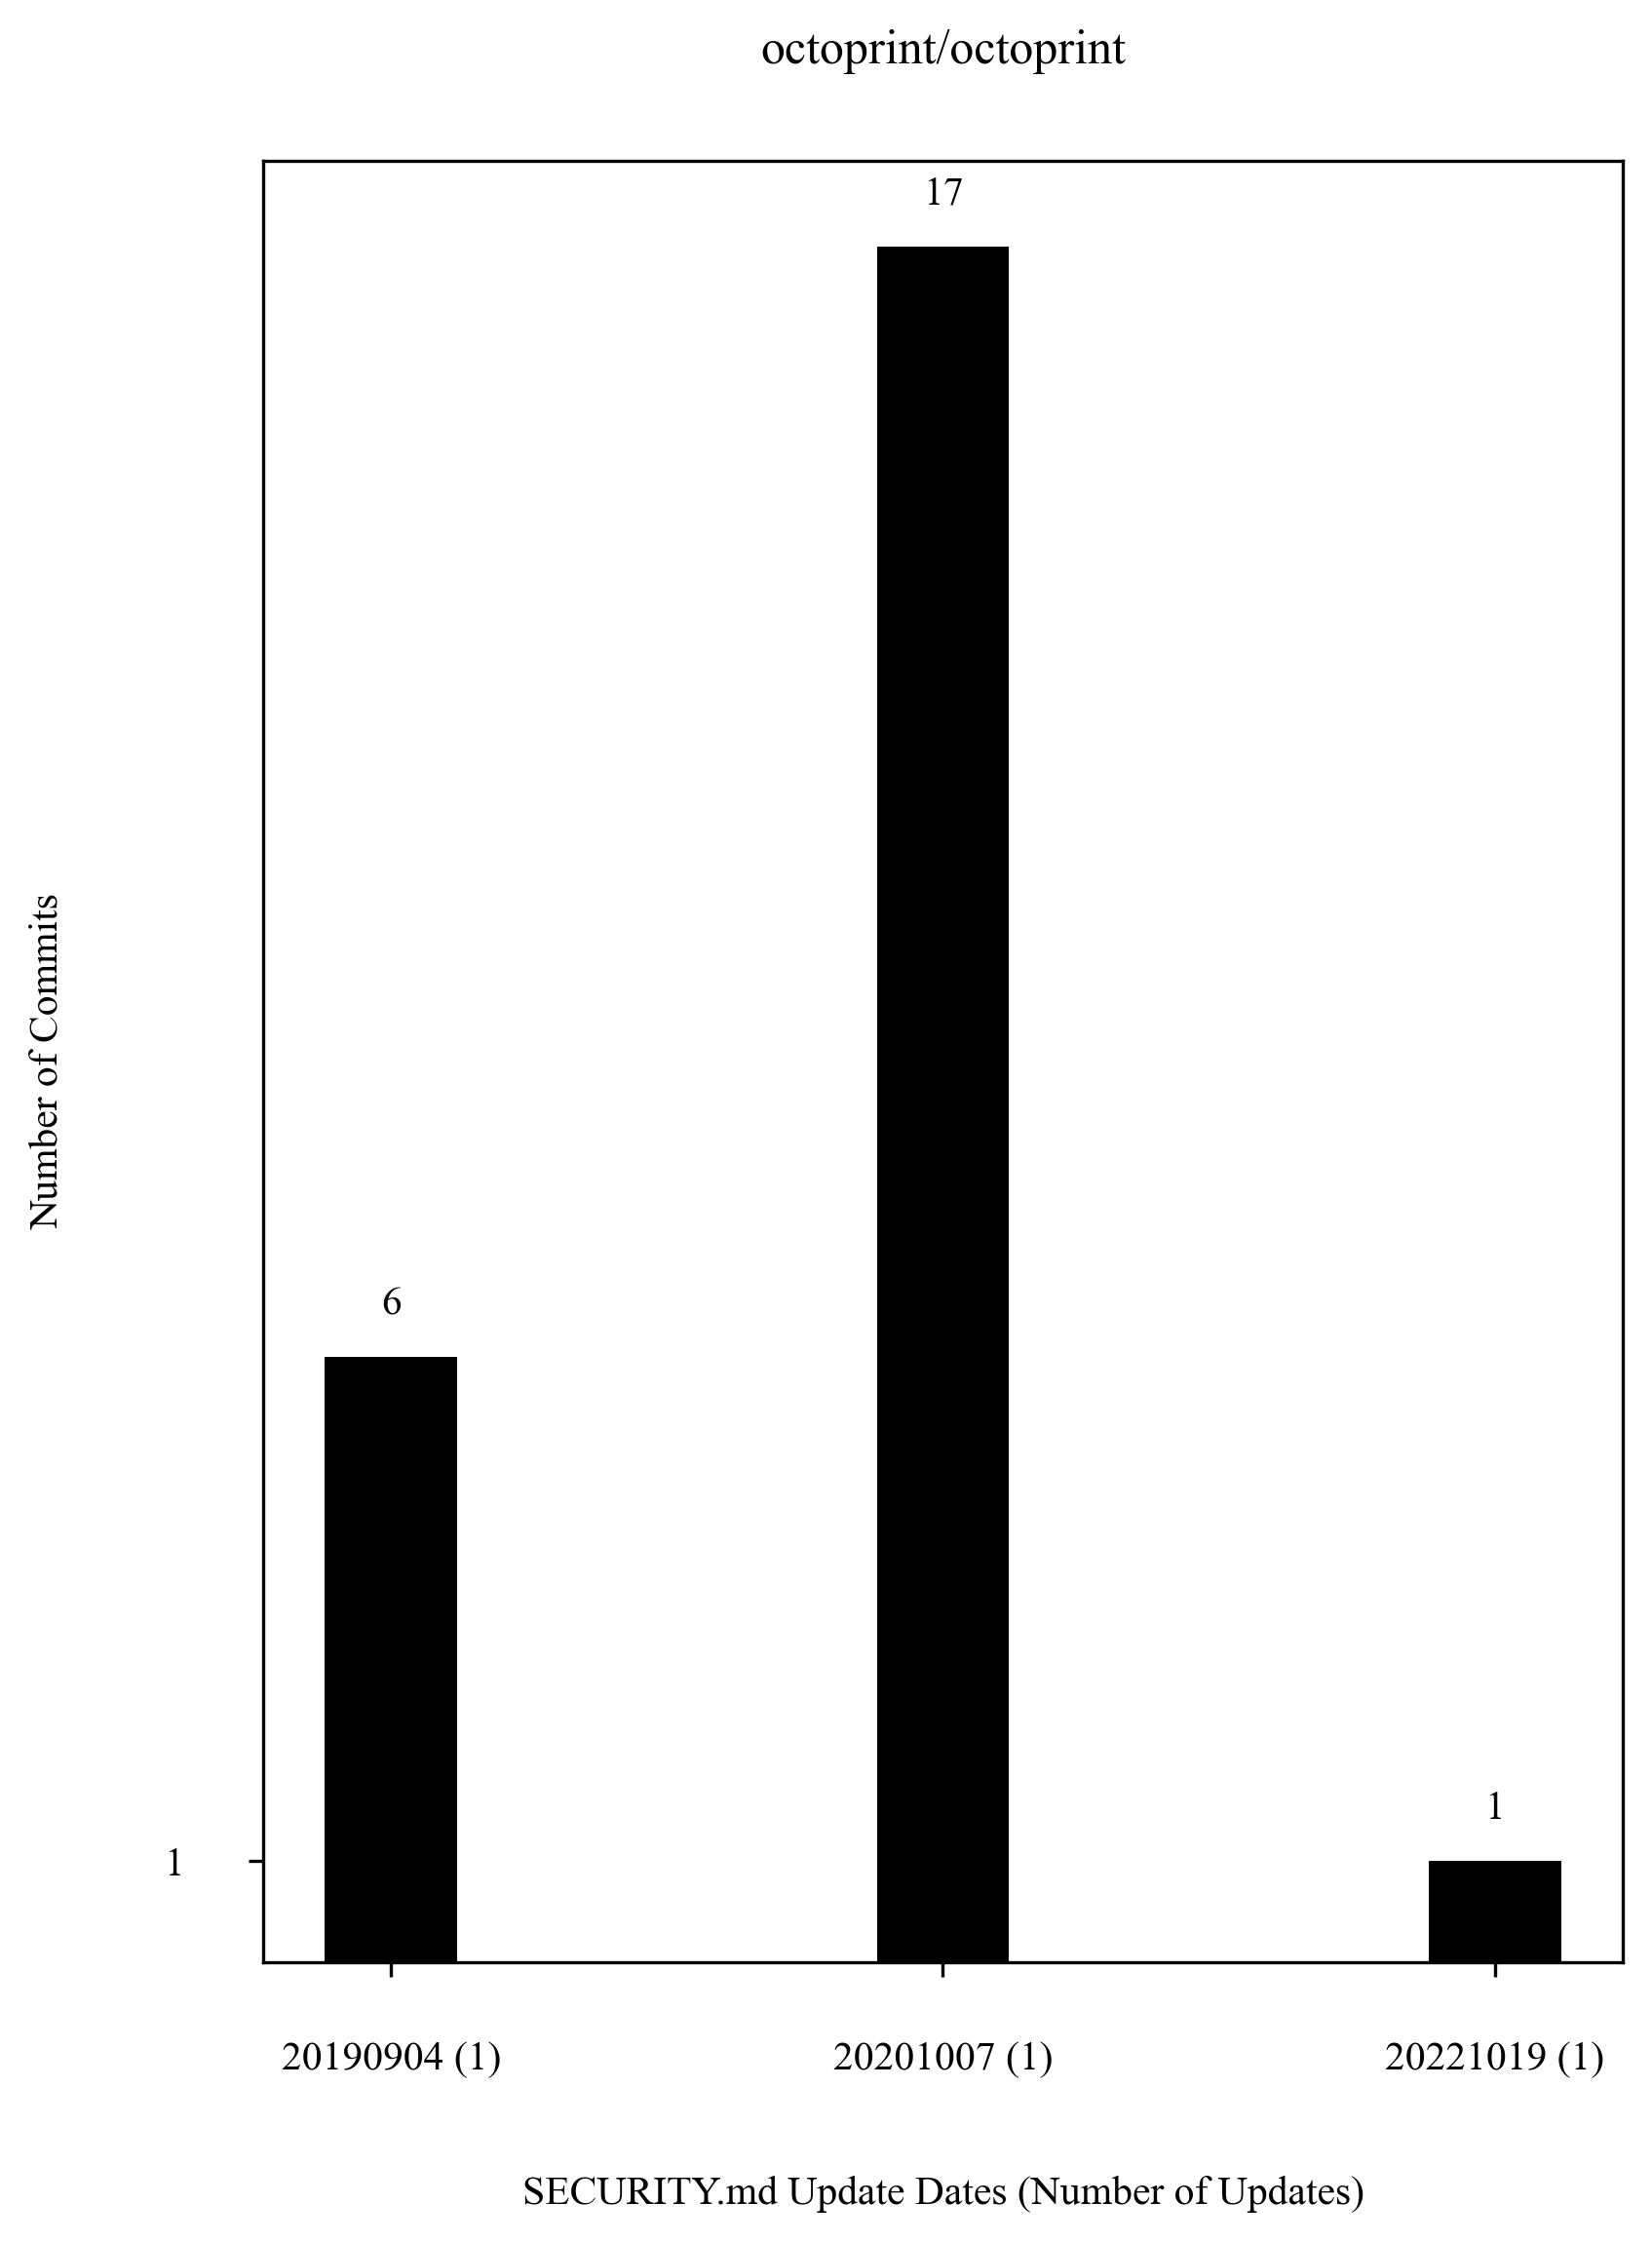 octoprint/octoprint
17
6
1
1
Number of Commits
20190904 (1)
20201007 (1)
20221019 (1)
SECURITY.md Update Dates (Number of Updates)